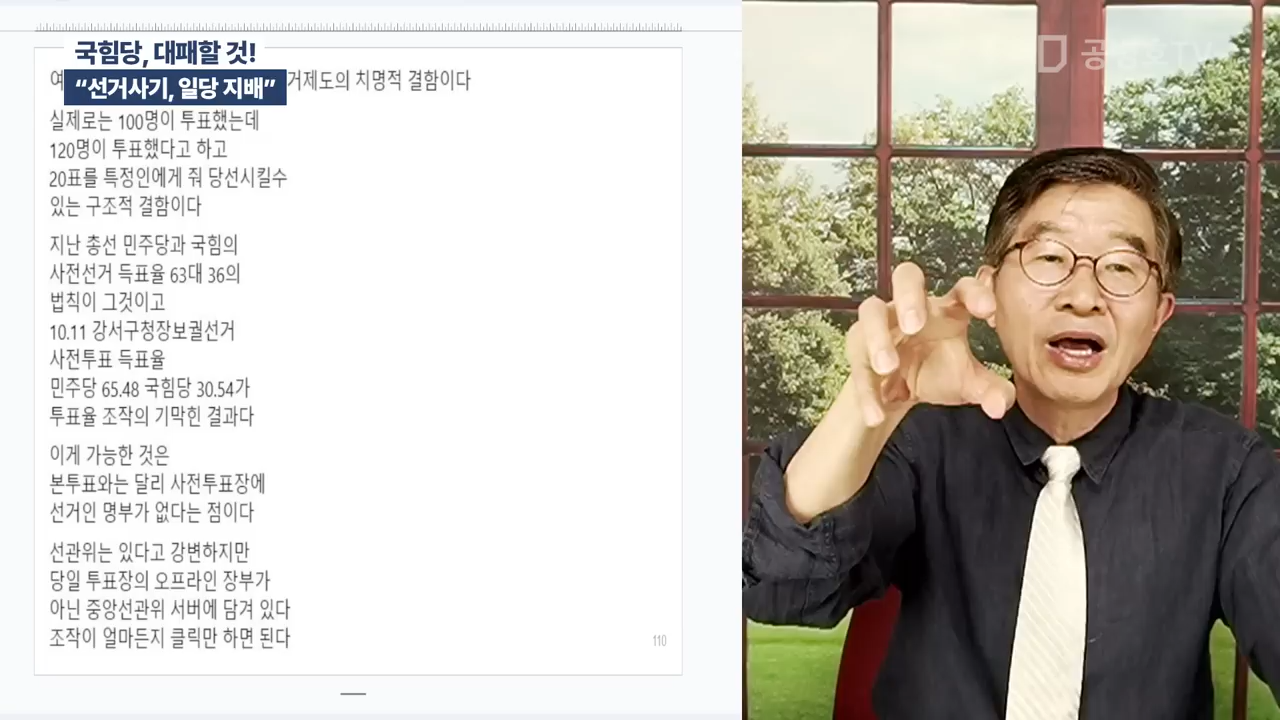 국힘당, 대패할 것!
“선거사기, 일당 지배”
여 거제도의 치명적 결함이다
실제로는 100명이 투표했는데
120명이 투표했다고 하고
20표를 특정인에게 줘 당선시킬수
있는 구조적 결함이다
지난 총선 민주당과 국힘의
사전선거 득표율 63대 36의
법칙이 그것이고
10.11 강서구청장보궐선거
사전투표 득표율
민주당 65.48 국힘당 30.54가
투표율 조작의 기막힌 결과다
이게 가능한 것은
본투표와는 달리 사전투표장에
선거인 명부가 없다는 점이다
선관위는 있다고 강변하지만
당일 투표장의 오프라인 장부가
아닌 중앙선관위 서버에 담겨 있다
조작이 얼마든지 클릭만 하면 된다
110
공병호TV